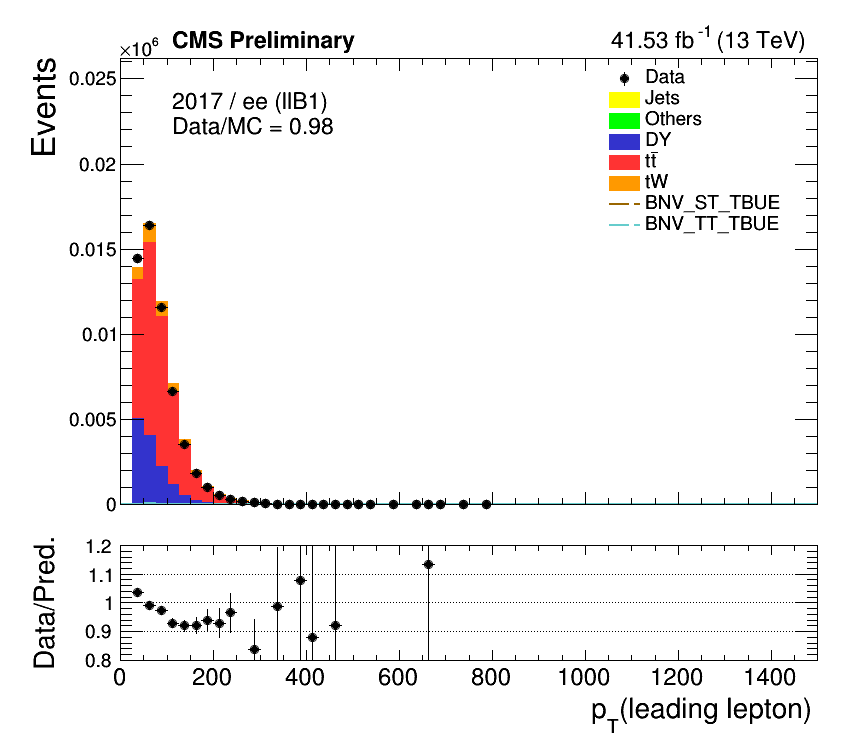 ×10⁶ CMS Preliminary 41.53 fb⁻¹ (13 TeV)
Events
0.025
0.02
0.015
0.01
0.005
0
2017 / ee (llB1)
Data/MC = 0.98
Data
Jets
Others
DY
tt̄
tW
BNV_ST_TBUE
BNV_TT_TBUE
Data/Pred.
1.2
1.1
1
0.9
0.8
0 200 400 600 800 1000 1200 1400
p_T(leading lepton)